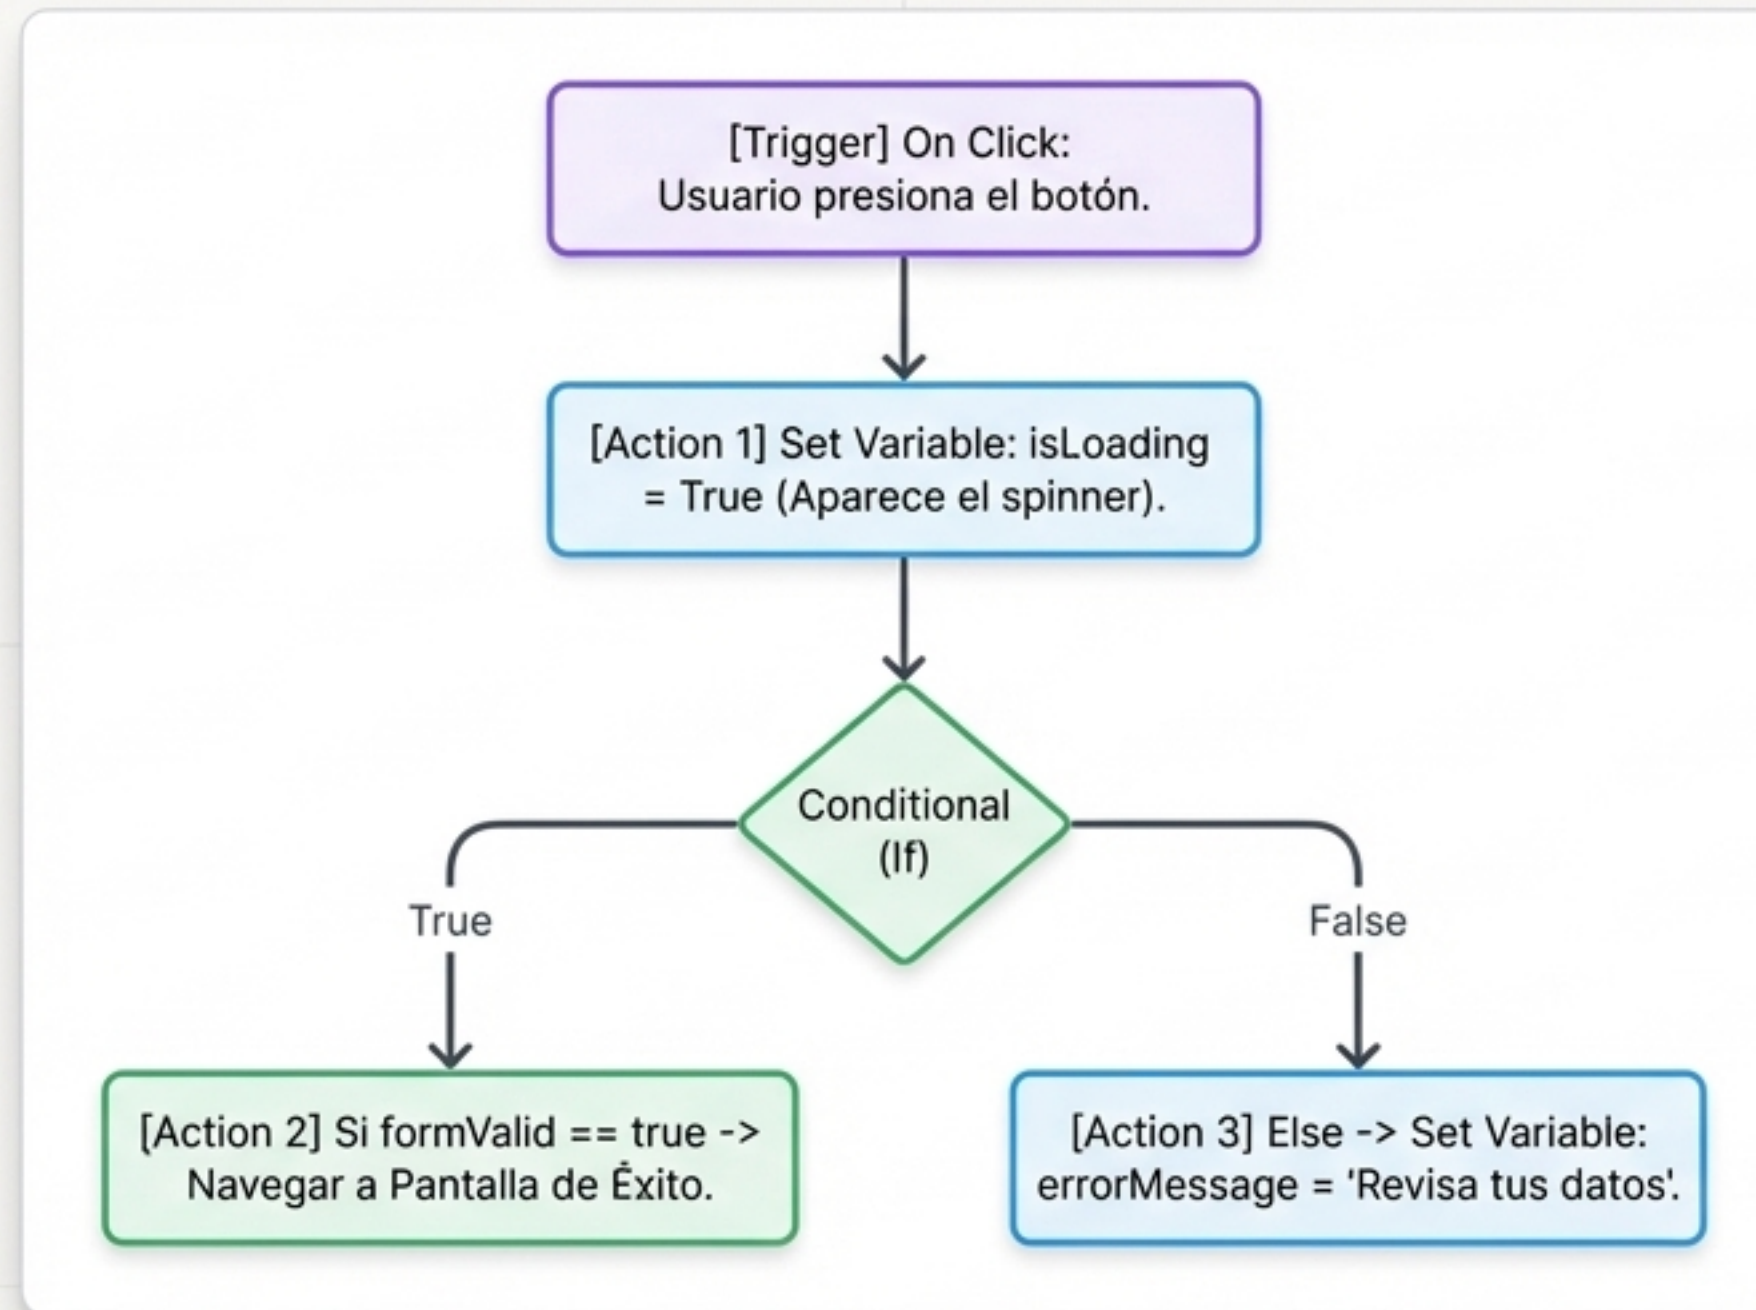 [Trigger] On Click:
Usuario presiona el botón.
[Action 1] Set Variable: isLoading
= True (Aparece el spinner).
Conditional
(If)
True
False
[Action 2] Si formValid == true ->
Navegar a Pantalla de Éxito.
[Action 3] Else -> Set Variable:
errorMessage = 'Revisa tus datos'.